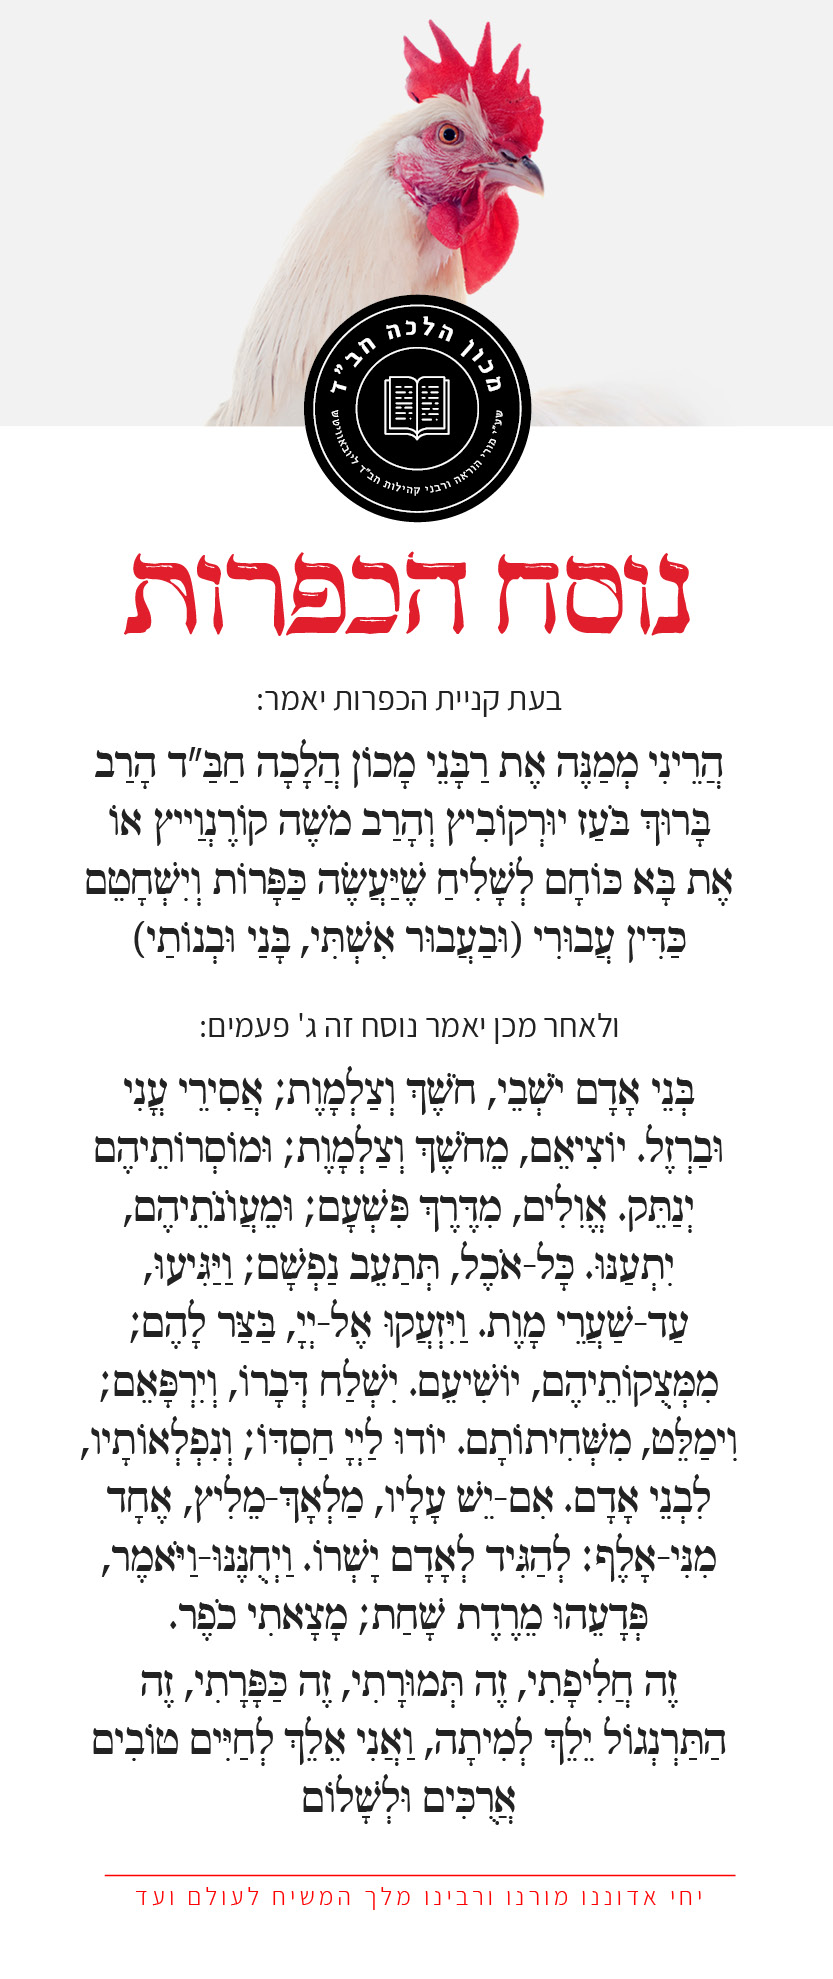 מכון הלכה חב"ד
שע"י מורי הוראה ורבני קהילות חב"ד ליובאוויטש
נוסח הכפרות
בעת קניית הכפרות יאמר:
הֲרֵינִי מְמַנֶּה אֶת רַבָּנֵי מָכוֹן הֲלָכָה חַבַּ"ד הָרַב
בָּרוּךְ בֹּעַז יוּרְקוֹבִיץ וְהָרַב מֹשֶׁה קוֹרֶנְוַייץ אוֹ
אֶת בָּא כּוֹחָם לְשָׁלִיחַ שֶׁיַּעֲשֶׂה כַּפָּרוֹת וְיִשְׁחָטֵם
כַּדִּין עֲבוּרִי (וּבַעֲבוּר אִשְׁתִּי, בָּנַי וּבְנוֹתַי)
ולאחר מכן יאמר נוסח זה ג' פעמים:
בְּנֵי אָדָם יֹשְׁבֵי, חֹשֶׁךְ וְצַלְמָוֶת; אֲסִירֵי עֳנִי
וּבַרְזֶל. יוֹצִיאֵם, מֵחֹשֶׁךְ וְצַלְמָוֶת; וּמוֹסְרוֹתֵיהֶם
יְנַתֵּק. אֱוִלִים, מִדֶּרֶךְ פִּשְׁעָם; וּמֵעֲוֺנֹתֵיהֶם,
יִתְעַנּוּ. כָּל-אֹכֶל, תְּתַעֵב נַפְשָׁם; וַיַּגִּיעוּ,
עַד-שַׁעֲרֵי מָוֶת. וַיִּזְעֲקוּ אֶל-יְיָ, בַּצַּר לָהֶם;
מִמְּצֻקוֹתֵיהֶם, יוֹשִׁיעֵם. יִשְׁלַח דְּבָרוֹ, וְיִרְפָּאֵם;
וִימַלֵּט, מִשְּׁחִיתוֹתָם. יוֹדוּ לַיְיָ חַסְדּוֹ; וְנִפְלְאוֹתָיו,
לִבְנֵי אָדָם. אִם-יֵשׁ עָלָיו, מַלְאָךְ-מֵלִיץ, אֶחָד
מִנִּי-אָלֶף: לְהַגִּיד לְאָדָם יָשְׁרוֹ. וַיְחֻנֶּנּוּ-וַיֹּאמֶר,
פְּדָעֵהוּ מֵרֶדֶת שָׁחַת; מָצָאתִי כֹפֶר.
זֶה חֲלִיפָתִי, זֶה תְּמוּרָתִי, זֶה כַּפָּרָתִי, זֶה
הַתַּרְנְגוֹל יֵלֵךְ לְמִיתָה, וַאֲנִי אֵלֵךְ לְחַיִּים טוֹבִים
אֲרֻכִּים וּלְשָׁלוֹם
יחי אדוננו מורנו ורבינו מלך המשיח לעולם ועד